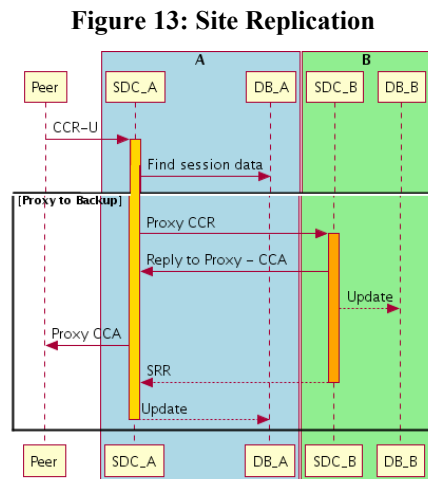 Figure 13: Site Replication
A B
Peer SDC_A DB_A SDC_B DB_B
CCR-U
Find session data
[Proxy to Backup]
Proxy CCR
Reply to Proxy - CCA
Update
Proxy CCA
SRR
Update
Peer SDC_A DB_A SDC_B DB_B